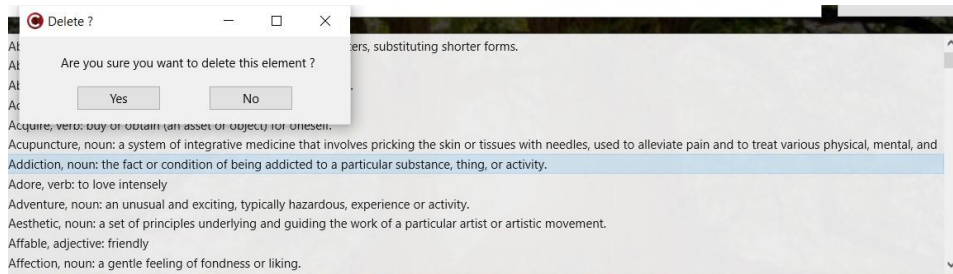 Delete ?
Are you sure you want to delete this element ?
Yes No
ters, substituting shorter forms.
Ab
Ab
Ac
Acquire, verb: buy or obtain (an asset or object) for oneself.
Acupuncture, noun: a system of integrative medicine that involves pricking the skin or tissues with needles, used to alleviate pain and to treat various physical, mental, and
Addiction, noun: the fact or condition of being addicted to a particular substance, thing, or activity.
Adore, verb: to love intensely
Adventure, noun: an unusual and exciting, typically hazardous, experience or activity.
Aesthetic, noun: a set of principles underlying and guiding the work of a particular artist or artistic movement.
Affable, adjective: friendly
Affection, noun: a gentle feeling of fondness or liking.